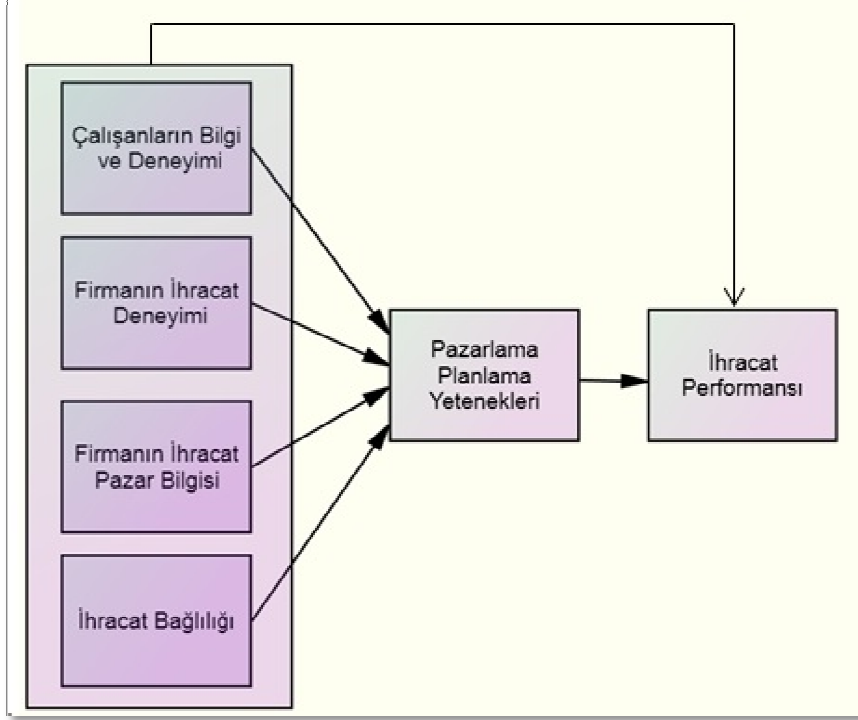 Çalışanların Bilgi
ve Deneyimi
Firmanın İhracat
Deneyimi
Firmanın İhracat
Pazar Bilgisi
İhracat Bağlılığı
Pazarlama
Planlama
Yetenekleri
İhracat
Performansı